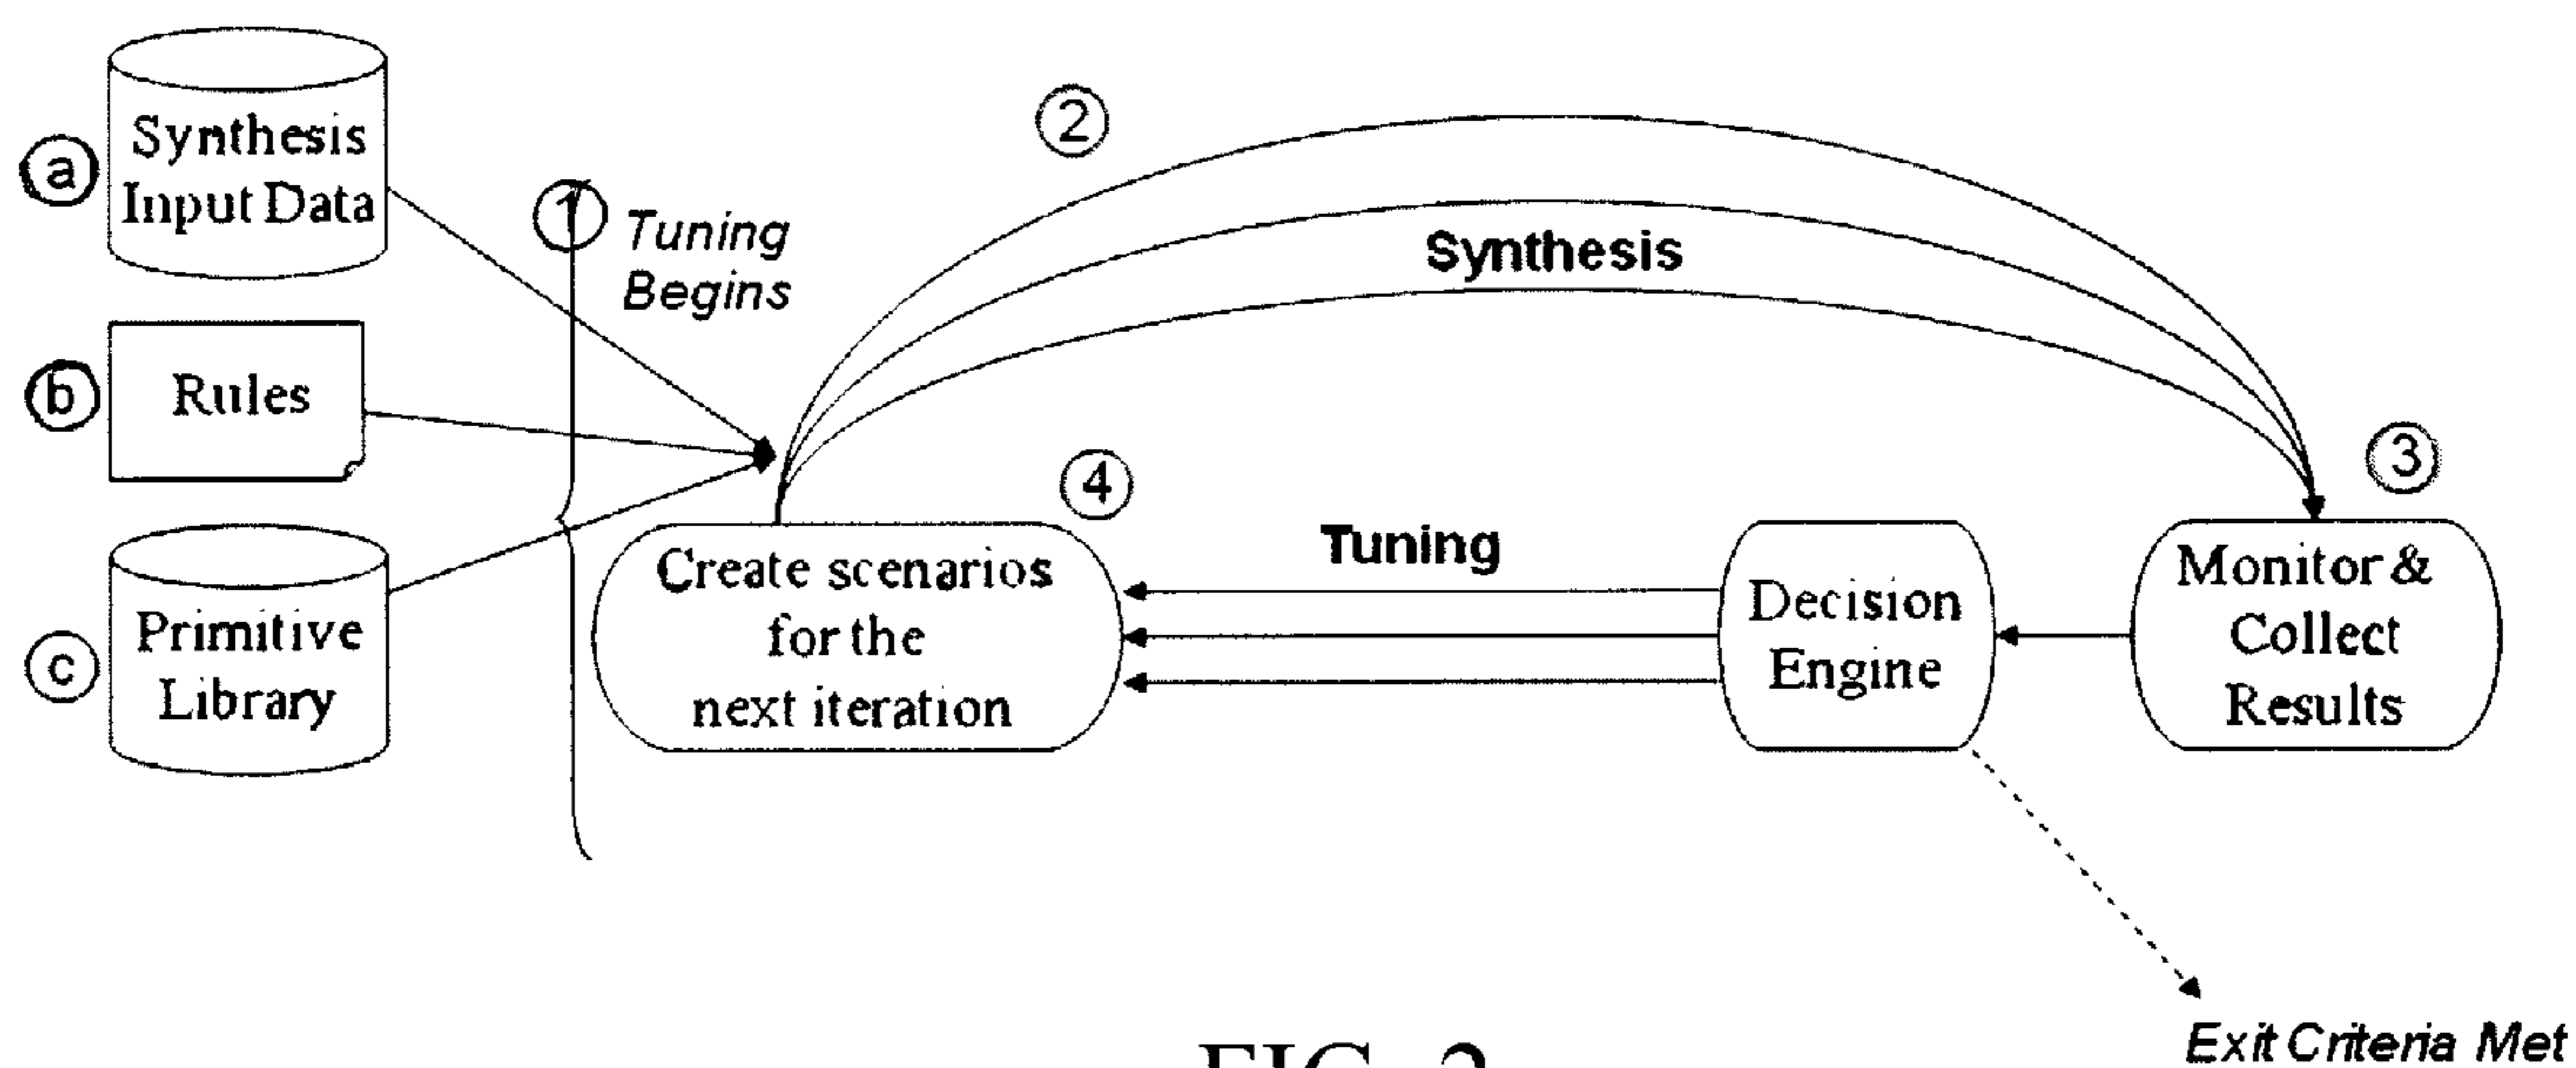 a
Synthesis
Input Data
b
Rules
c
Primitive
Library
1
Tuning
Begins
2
Synthesis
3
4
Create scenarios
for the
next iteration
Tuning
Decision
Engine
Monitor &
Collect
Results
Exit Criteria Met